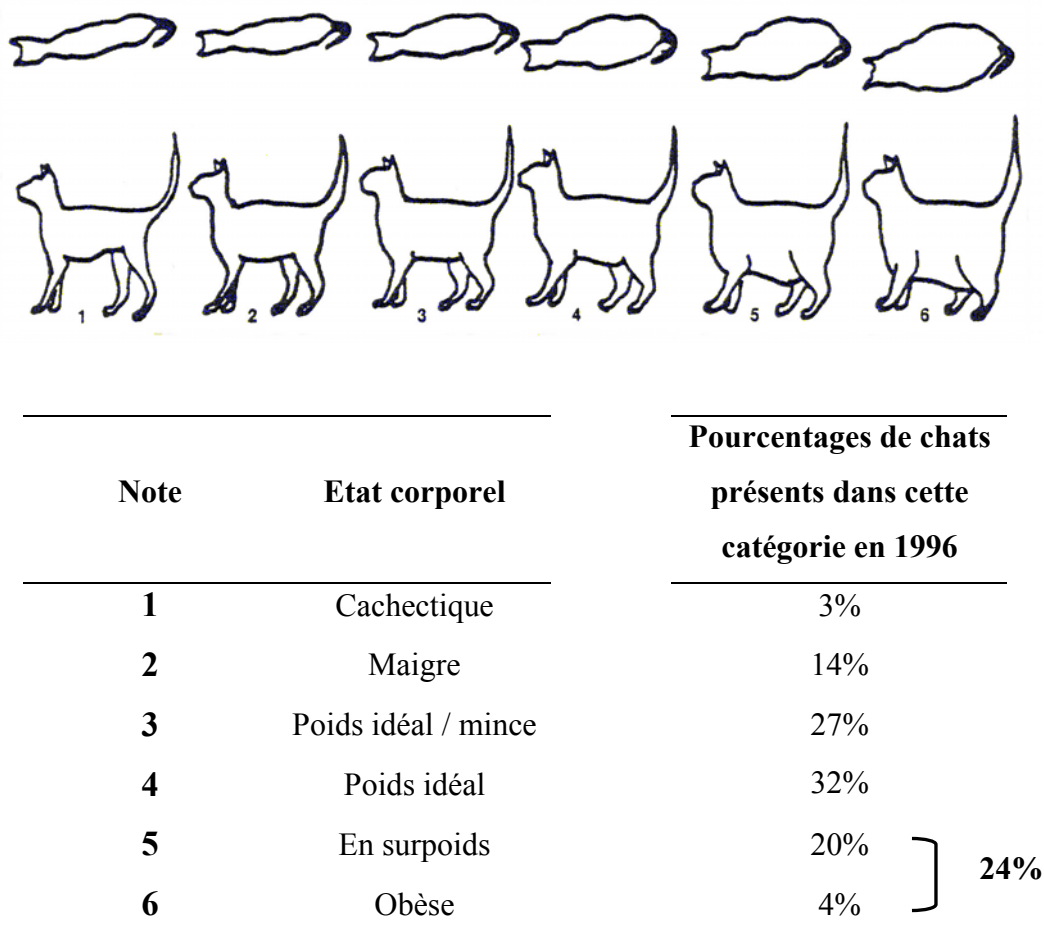 1 2 3 4 5 6
Note Etat corporel Pourcentages de chats
présents dans cette
catégorie en 1996
1 Cachectique 3%
2 Maigre 14%
3 Poids idéal / mince 27%
4 Poids idéal 32%
5 En surpoids 20%
24%
6 Obèse 4%